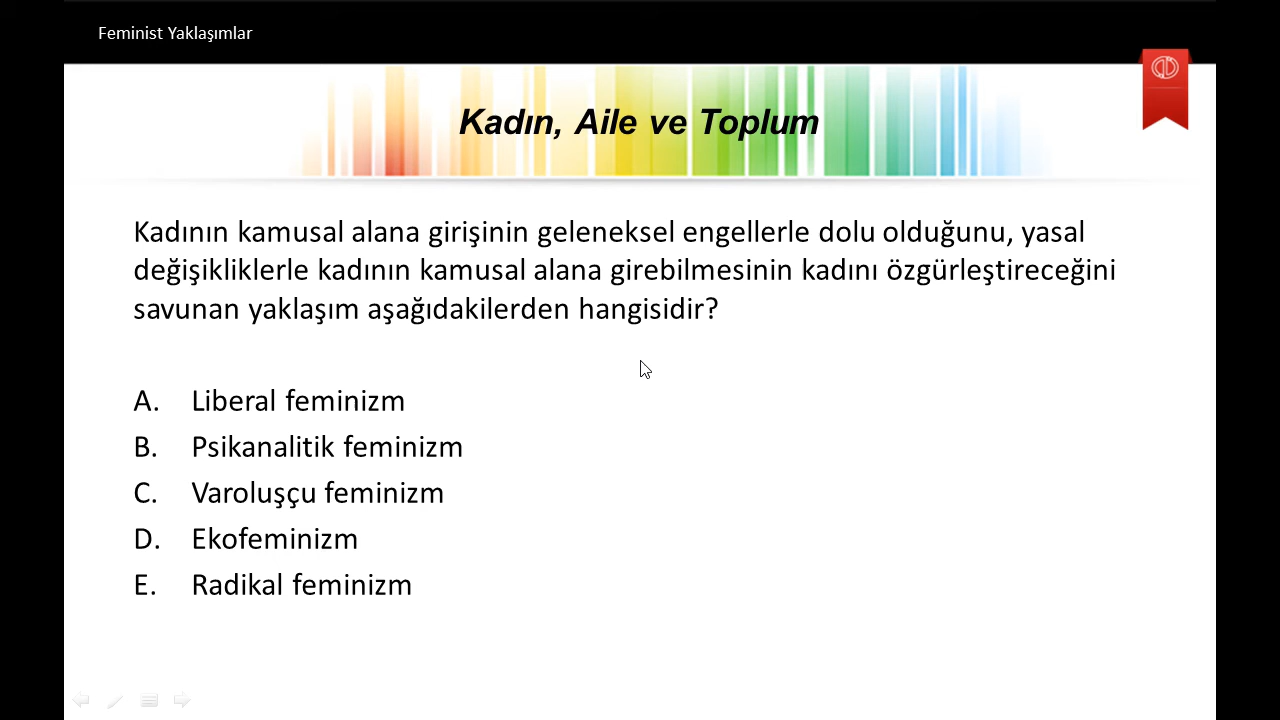 Feminist Yaklaşımlar
Kadın, Aile ve Toplum
Kadının kamusal alana girişinin geleneksel engellerle dolu olduğunu, yasal
değişikliklerle kadının kamusal alana girebilmesinin kadını özgürleştireceğini
savunan yaklaşım aşağıdakilerden hangisidir?
A. Liberal feminizm
B. Psikanalitik feminizm
C. Varoluşçu feminizm
D. Ekofeminizm
E. Radikal feminizm